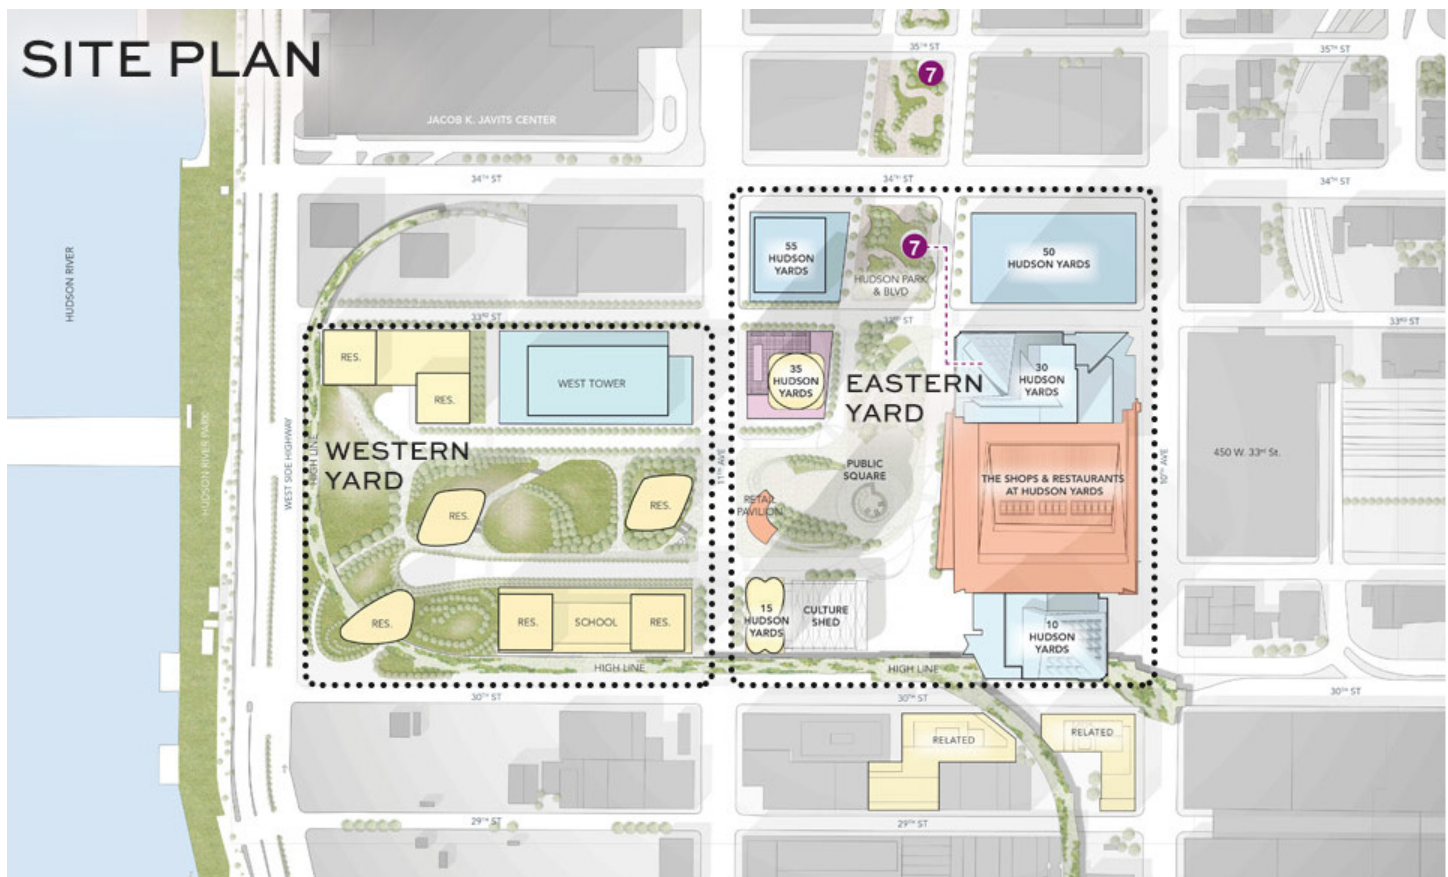 SITE PLAN
35TH ST
35TH ST
7
JACOB K. JAVITS CENTER
34TH ST
34TH ST
34TH ST
HUDSON RIVER
55
HUDSON
YARDS
7
HUDSON PARK
& BLVD
50
HUDSON YARDS
33RD ST
33RD ST
33RD ST
RES.
RES.
WEST TOWER
35
HUDSON
YARDS
EASTERN
YARD
30
HUDSON
YARDS
HUDSON RIVER PARK
WEST SIDE HIGHWAY
HIGH LINE
WESTERN
YARD
11TH AVE
PUBLIC
SQUARE
THE SHOPS & RESTAURANTS
AT HUDSON YARDS
10TH AVE
450 W. 33rd St.
RES.
RES.
RETAIL
PAVILION
RES.
RES.
SCHOOL
RES.
15
HUDSON
YARDS
CULTURE
SHED
10
HUDSON
YARDS
HIGH LINE
HIGH LINE
30TH ST
30TH ST
30TH ST
RELATED
RELATED
29TH ST
29TH ST